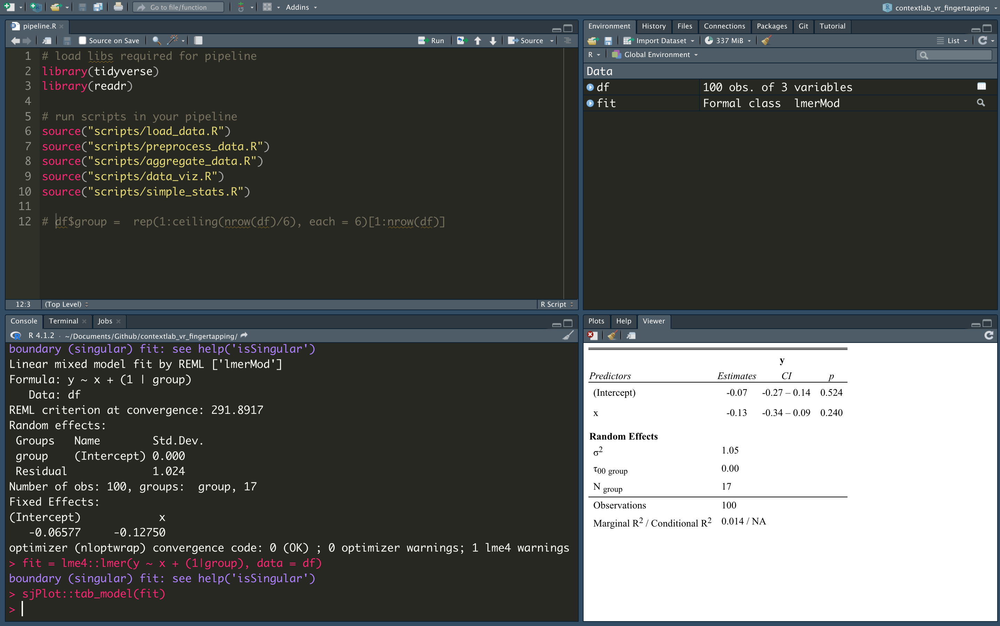 Go to file/function
Addins
contextlab_vr_fingertapping
pipeline.R
Source on Save
Run
Source
1 # load libs required for pipeline
2 library(tidyverse)
3 library(readr)
4
5 # run scripts in your pipeline
6 source("scripts/load_data.R")
7 source("scripts/preprocess_data.R")
8 source("scripts/aggregate_data.R")
9 source("scripts/data_viz.R")
10 source("scripts/simple_stats.R")
11
12 # df$group =  rep(1:ceiling(nrow(df)/6), each = 6)[1:nrow(df)]
12:3 (Top Level) R Script
Console Terminal Jobs
R 4.1.2 · ~/Documents/Github/contextlab_vr_fingertapping/
boundary (singular) fit: see help('isSingular')
Linear mixed model fit by REML ['lmerMod']
Formula: y ~ x + (1 | group)
   Data: df
REML criterion at convergence: 291.8917
Random effects:
 Groups   Name        Std.Dev.
 group    (Intercept) 0.000
 Residual             1.024
Number of obs: 100, groups:  group, 17
Fixed Effects:
(Intercept)            x
   -0.06577     -0.12750
optimizer (nloptwrap) convergence code: 0 (OK) ; 0 optimizer warnings; 1 lme4 warnings
> fit = lme4::lmer(y ~ x + (1|group), data = df)
boundary (singular) fit: see help('isSingular')
> sjPlot::tab_model(fit)
>
Environment History Files Connections Packages Git Tutorial
Import Dataset 337 MiB List
R Global Environment
Data
df 100 obs. of 3 variables
fit Formal class  lmerMod
Plots Help Viewer
y
Predictors Estimates CI p
(Intercept) -0.07 -0.27 – 0.14 0.524
x -0.13 -0.34 – 0.09 0.240
Random Effects
σ2 1.05
τ00 group 0.00
N group 17
Observations 100
Marginal R2 / Conditional R2 0.014 / NA